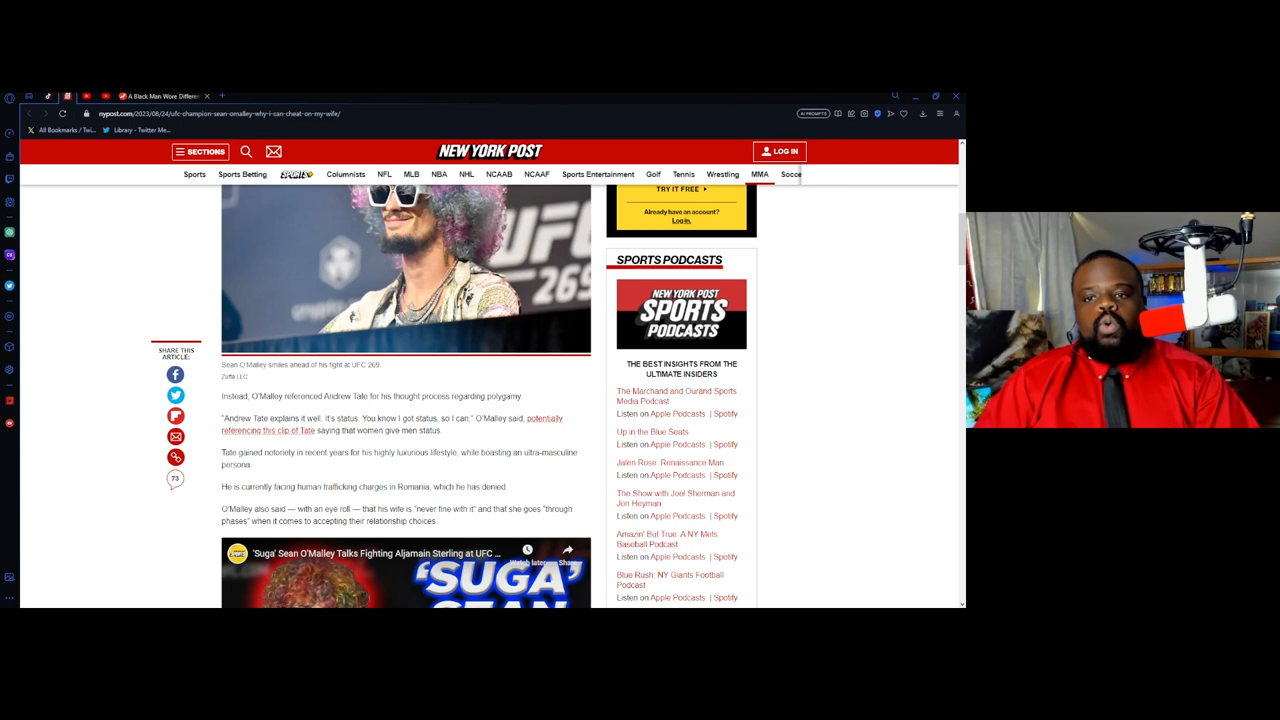 A Black Man Wore Differen
nypost.com/2023/08/24/ufc-champion-sean-omalley-why-i-can-cheat-on-my-wife/
AI PROMPTS
All Bookmarks / Twi...
Library - Twitter Me...
SECTIONS
NEW YORK POST
LOG IN
Sports
Sports Betting
SPORTS+
Columnists
NFL
MLB
NBA
NHL
NCAAB
NCAAF
Sports Entertainment
Golf
Tennis
Wrestling
MMA
Socce
UFC
269
TRY IT FREE
Already have an account?
Log in.
SHARE THIS
ARTICLE:
73
Sean O'Malley smiles ahead of his fight at UFC 269.
Zuffa LLC
Instead, O'Malley referenced Andrew Tate for his thought process regarding polygamy.
"Andrew Tate explains it well. It's status. You know I got status, so I can," O'Malley said, potentially
referencing this clip of Tate saying that women give men status.
Tate gained notoriety in recent years for his highly luxurious lifestyle, while boasting an ultra-masculine
persona.
He is currently facing human trafficking charges in Romania, which he has denied.
O'Malley also said — with an eye roll — that his wife is "never fine with it" and that she goes "through
phases" when it comes to accepting their relationship choices.
'Suga' Sean O'Malley Talks Fighting Aljamain Sterling at UFC ...
Watch later
Share
'SUGA'
SEAN
SPORTS PODCASTS
NEW YORK POST
SPORTS
PODCASTS
THE BEST INSIGHTS FROM THE
ULTIMATE INSIDERS
The Marchand and Ourand Sports
Media Podcast
Listen on Apple Podcasts | Spotify
Up in the Blue Seats
Listen on Apple Podcasts | Spotify
Jalen Rose: Renaissance Man
Listen on Apple Podcasts | Spotify
The Show with Joel Sherman and
Jon Heyman
Listen on Apple Podcasts | Spotify
Amazin' But True: A NY Mets
Baseball Podcast
Listen on Apple Podcasts | Spotify
Blue Rush: NY Giants Football
Podcast
Listen on Apple Podcasts | Spotify